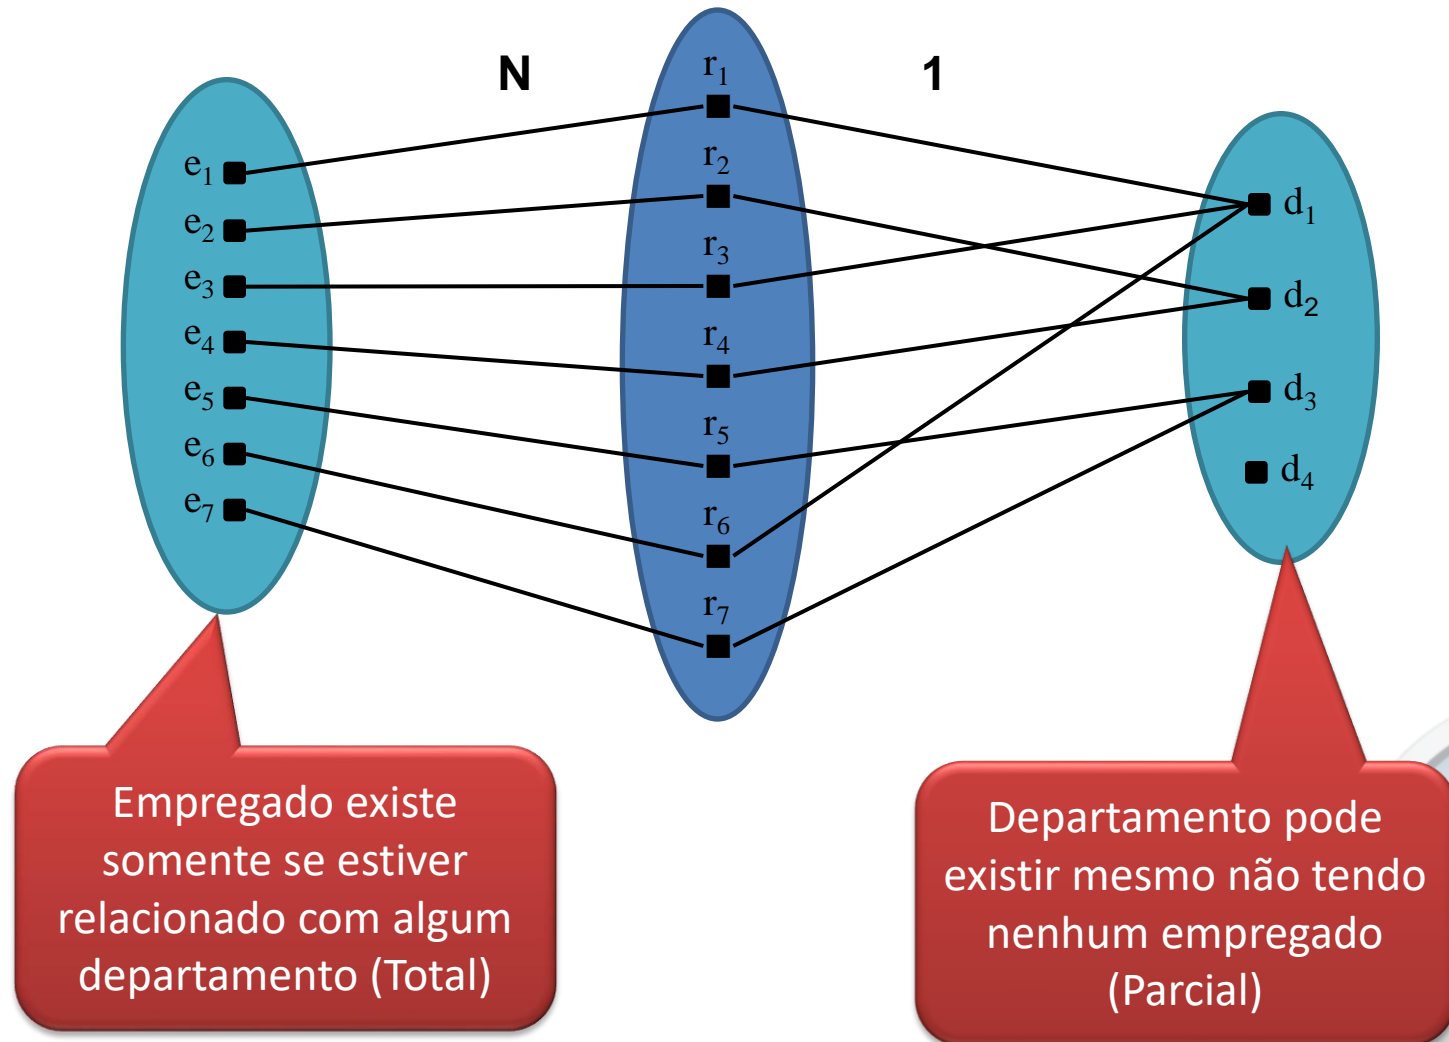 N
1
r1
r2
r3
r4
r5
r6
r7
e1
e2
e3
e4
e5
e6
e7
d1
d2
d3
d4
Empregado existe
somente se estiver
relacionado com algum
departamento (Total)
Departamento pode
existir mesmo não tendo
nenhum empregado
(Parcial)